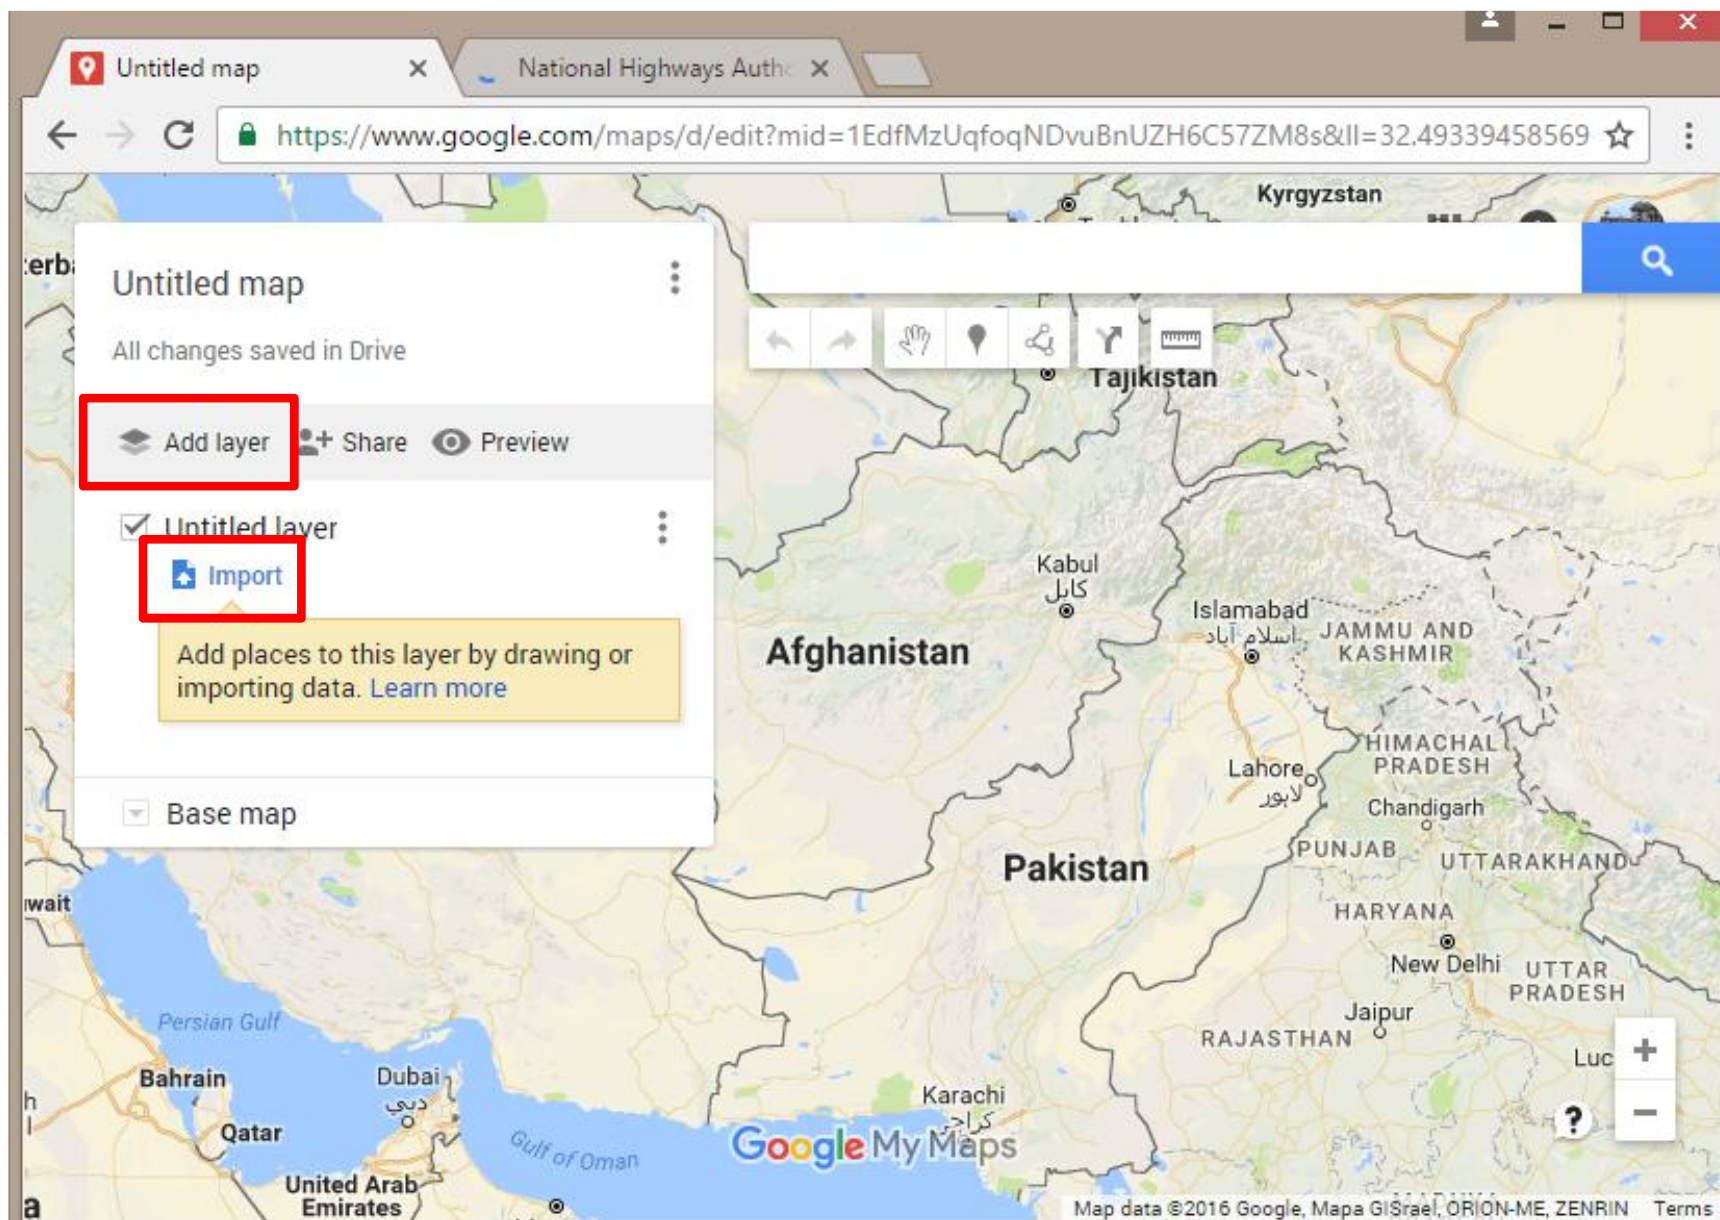 Untitled map
National Highways Autho
https://www.google.com/maps/d/edit?mid=1EdfMzUqfoqNDvuBnUZH6C57ZM8s&ll=32.49339458569
Kyrgyzstan
Untitled map
All changes saved in Drive
Tajikistan
Add layer
Share
Preview
Untitled layer
Import
Add places to this layer by drawing or
importing data. Learn more
Base map
Kabul
کابل
Islamabad
اسلام آباد
JAMMU AND
KASHMIR
Afghanistan
HIMACHAL
PRADESH
Lahore
لاہور
Chandigarh
PUNJAB
UTTARAKHAND
Pakistan
HARYANA
New Delhi
UTTAR
PRADESH
Jaipur
RAJASTHAN
Luc
Persian Gulf
Bahrain
Dubai
دبي
Qatar
Karachi
كراچي
Gulf of Oman
Google My Maps
United Arab
Emirates
Map data ©2016 Google, Mapa GISrael, ORION-ME, ZENRIN
Terms